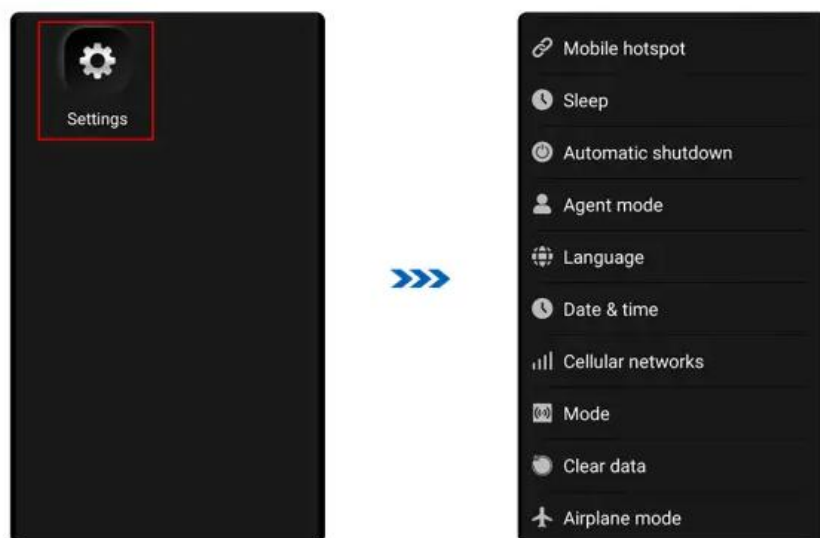 Settings
Mobile hotspot
Sleep
Automatic shutdown
Agent mode
Language
Date & time
Cellular networks
Mode
Clear data
Airplane mode